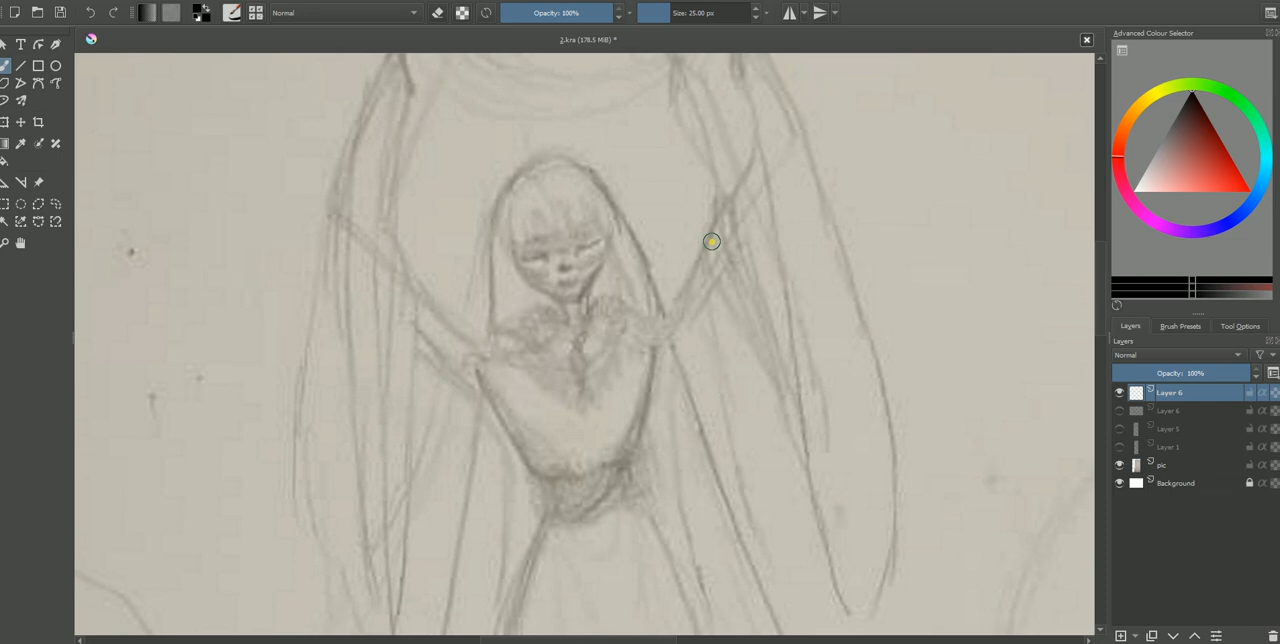 Normal
Opacity: 100%
Size: 25.00 px
2.kra (178.5 MiB) *
Advanced Colour Selector
Layers
Brush Presets
Tool Options
Layers
Normal
Opacity: 100%
Layer 6
Layer 6
Layer 5
Layer 1
pic
Background